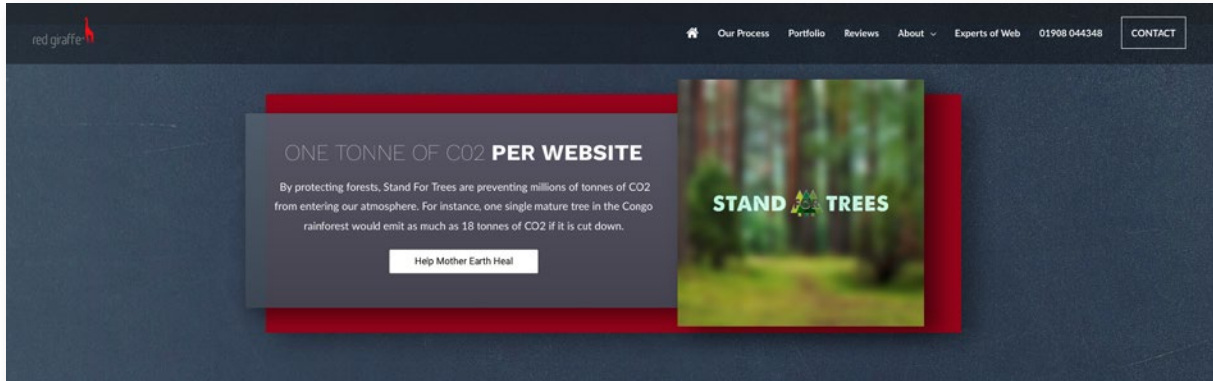 red giraffe
Our Process Portfolio Reviews About Experts of Web 01908 044348 CONTACT
ONE TONNE OF C02 PER WEBSITE
By protecting forests, Stand For Trees are preventing millions of tonnes of CO2
from entering our atmosphere. For instance, one single mature tree in the Congo
rainforest would emit as much as 18 tonnes of CO2 if it is cut down.
Help Mother Earth Heal
STAND FOR TREES